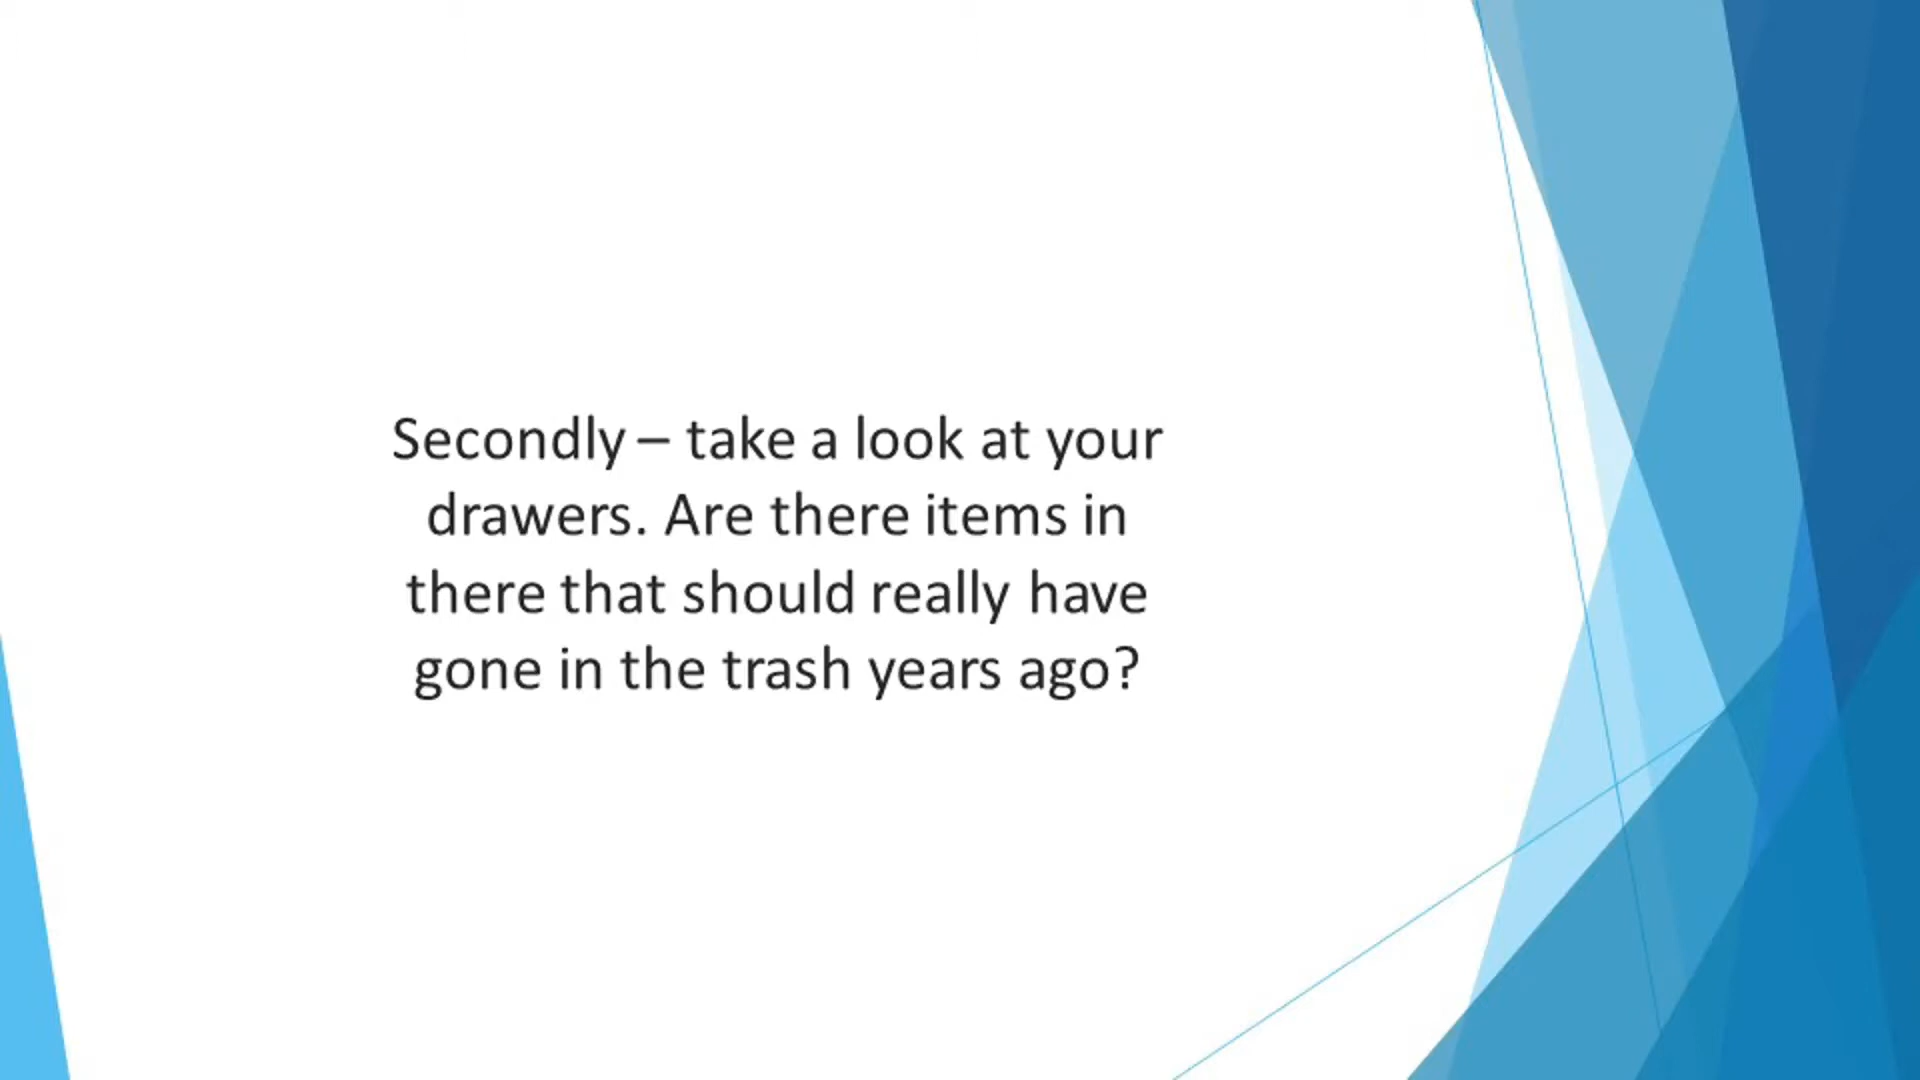 Secondly – take a look at your
drawers. Are there items in
there that should really have
gone in the trash years ago?